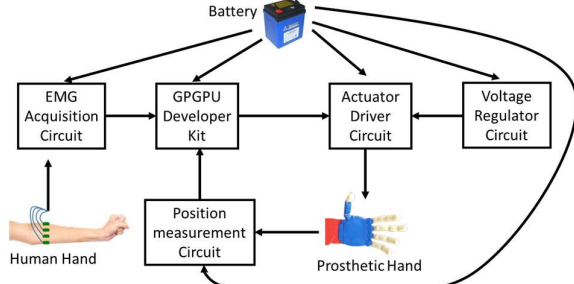 Battery
EMG
Acquisition
Circuit
GPGPU
Developer
Kit
Actuator
Driver
Circuit
Voltage
Regulator
Circuit
Position
measurement
Circuit
Human Hand
Prosthetic Hand